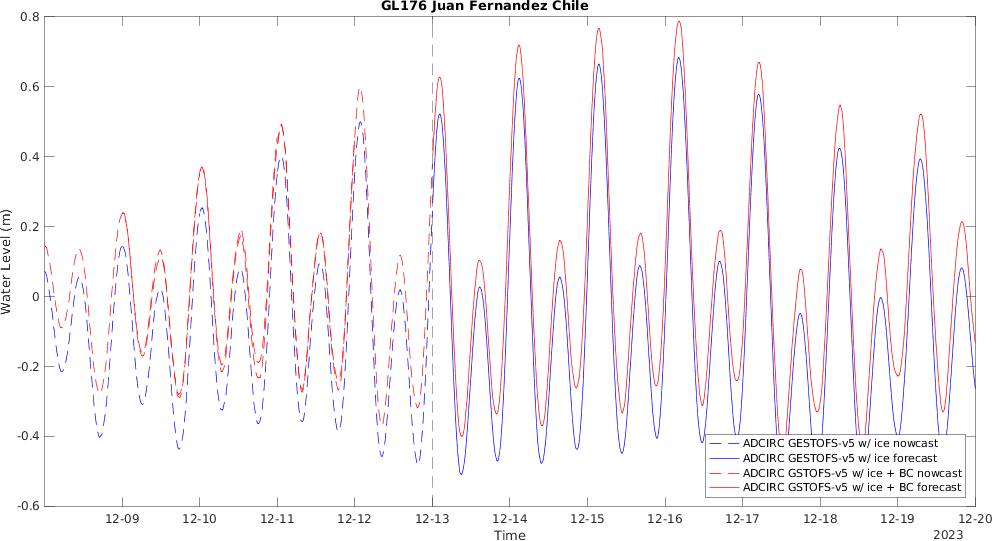 GL176 Juan Fernandez Chile
0.8
0.6
0.4
0.2
0
-0.2
-0.4
-0.6
Water Level (m)
12-09 12-10 12-11 12-12 12-13 12-14 12-15 12-16 12-17 12-18 12-19 12-20
Time
2023
ADCIRC GESTOFS-v5 w/ ice nowcast
ADCIRC GESTOFS-v5 w/ ice forecast
ADCIRC GSTOFS-v5 w/ ice + BC nowcast
ADCIRC GSTOFS-v5 w/ ice + BC forecast